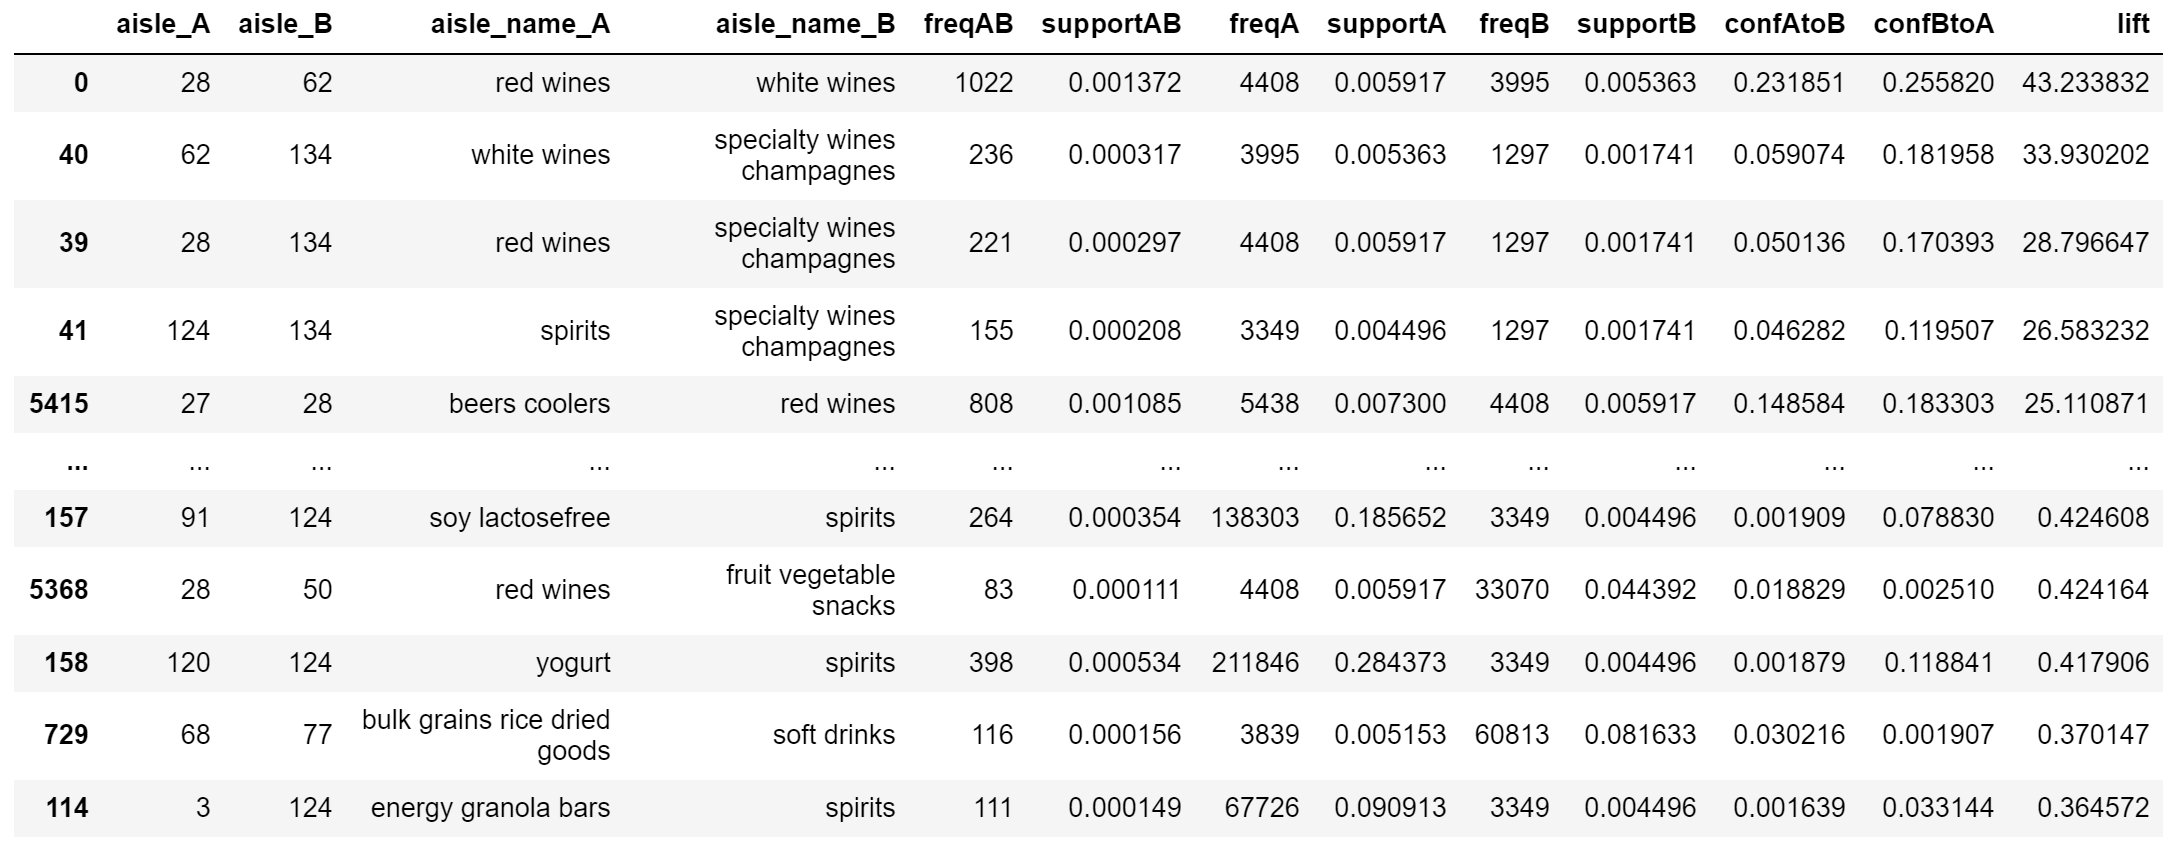 aisle_A aisle_B aisle_name_A aisle_name_B freqAB supportAB freqA supportA freqB supportB confAtoB confBtoA lift
0 28 62 red wines white wines 1022 0.001372 4408 0.005917 3995 0.005363 0.231851 0.255820 43.233832
40 62 134 white wines specialty wines champagnes 236 0.000317 3995 0.005363 1297 0.001741 0.059074 0.181958 33.930202
39 28 134 red wines specialty wines champagnes 221 0.000297 4408 0.005917 1297 0.001741 0.050136 0.170393 28.796647
41 124 134 spirits specialty wines champagnes 155 0.000208 3349 0.004496 1297 0.001741 0.046282 0.119507 26.583232
5415 27 28 beers coolers red wines 808 0.001085 5438 0.007300 4408 0.005917 0.148584 0.183303 25.110871
... ... ... ... ... ... ... ... ... ... ... ... ... ...
157 91 124 soy lactosefree spirits 264 0.000354 138303 0.185652 3349 0.004496 0.001909 0.078830 0.424608
5368 28 50 red wines fruit vegetable snacks 83 0.000111 4408 0.005917 33070 0.044392 0.018829 0.002510 0.424164
158 120 124 yogurt spirits 398 0.000534 211846 0.284373 3349 0.004496 0.001879 0.118841 0.417906
729 68 77 bulk grains rice dried goods soft drinks 116 0.000156 3839 0.005153 60813 0.081633 0.030216 0.001907 0.370147
114 3 124 energy granola bars spirits 111 0.000149 67726 0.090913 3349 0.004496 0.001639 0.033144 0.364572